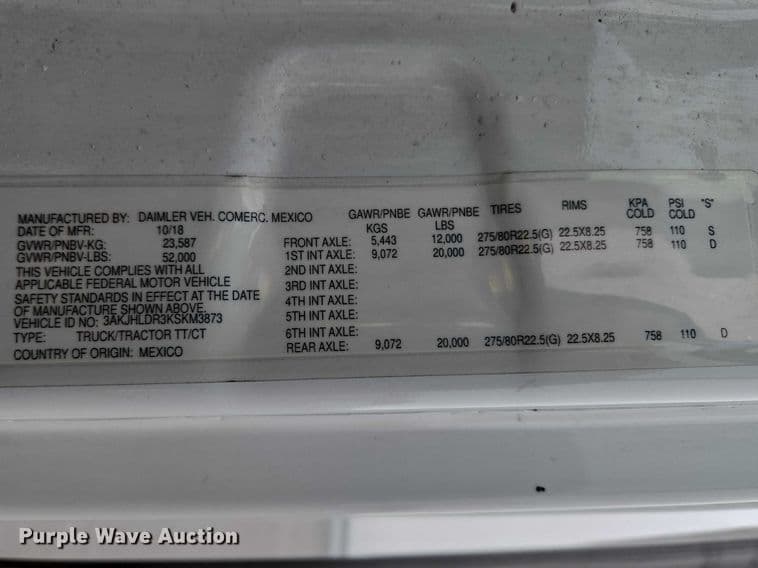 MANUFACTURED BY: DAIMLER VEH. COMERC. MEXICO GAWR/PNBE GAWR/PNBE TIRES RIMS KPA PSI "S"
DATE OF MFR: 10/18 KGS LBS COLD COLD
GVWR/PNBV-KG: 23,587 FRONT AXLE: 5,443 12,000 275/80R22.5(G) 22.5X8.25 758 110 S
GVWR/PNBV-LBS: 52,000 1ST INT AXLE: 9,072 20,000 275/80R22.5(G) 22.5X8.25 758 110 D
THIS VEHICLE COMPLIES WITH ALL 2ND INT AXLE:
APPLICABLE FEDERAL MOTOR VEHICLE 3RD INT AXLE:
SAFETY STANDARDS IN EFFECT AT THE DATE 4TH INT AXLE:
OF MANUFACTURE SHOWN ABOVE 5TH INT AXLE:
VEHICLE ID NO: 3AKJHLDR3KSKM3873
TYPE: TRUCK/TRACTOR TT/CT 6TH INT AXLE:
COUNTRY OF ORIGIN: MEXICO REAR AXLE: 9,072 20,000 275/80R22.5(G) 22.5X8.25 758 110 D
Purple Wave Auction